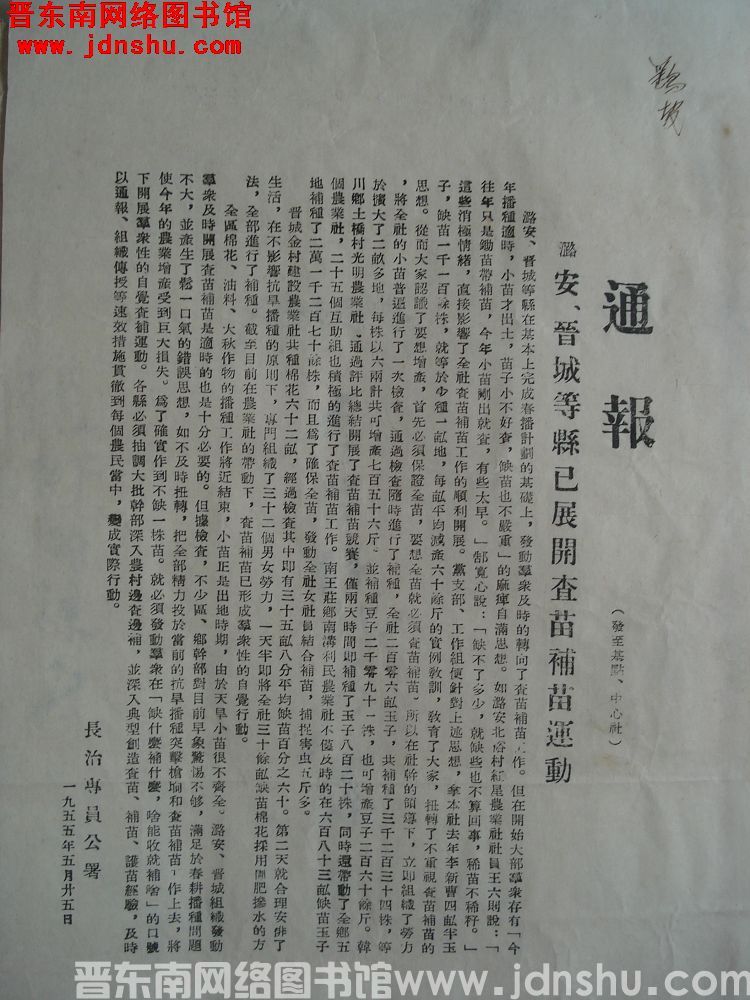 晋东南网络图书馆
www.jdnshu.com
通報
（發至基點、中心社）
潞安、晉城等縣已展開查苗補苗運動
潞安、晉城等縣在基本上完成春播計劃的基礎上，發動羣衆及時的轉向了查苗補苗工作。但在開始大部羣衆存有「今
年播種適時，小苗才出土，苗子小不好查，缺苗也不嚴重」的麻痺自滿思想。如潞安北峪村紅星農業社社員王六則說：「
往年只是鋤苗帶補苗，今年小苗剛出就查，有些太早。」郜寬心說：「缺不了多少，就缺些也不算回事，稀苗不稀籽。」
這些消極情緒，直接影響了全社查苗補苗工作的順利開展。黨支部、工作組便針對上述思想，拿本社去年李新曹四畝半玉
子，缺苗一千一百餘株，就等於少種一畝地，每畝平均減產六十餘斤的實例教訓，教育了大家，扭轉了不重視查苗補苗的
思想。從而大家認識了要想增產，首先必須保證全苗，要想全苗就必須查苗補苗。所以在社幹的領導下，立即組織了勞力
，將全社的小苗普遍進行了一次檢查，通過檢查隨時進行了補種，全社二百零六畝玉子，共補種了三千二百三十四株，等
於擴大了二畝多地，每株以六兩計共可增產七百五十六斤。並補種豆子二千零九十一株，也可增產豆子二百六十餘斤。韓
川鄉土橋村光明農業社，通過評比總結開展了查苗補苗競賽，僅兩天時間即補種了玉子八百二十株，同時還帶動了全鄉五
個農業社，二十五個互助組也積極的進行了查苗補苗工作。南王莊鄉南溝利民農業社不僅及時的在六百八十三畝缺苗玉子
地補種了二萬一千二百七十餘株，而且爲了確保全苗，發動全社女社員結合補苗，捕捉害虫五斤多。
晉城金村建設農業社共種棉花六十二畝，經過檢查其中即有三十五畝八分平均缺苗百分之六十。第二天就合理安排了
生活，在不影響抗旱播種的原則下，專門組織了三十二個男女勞力，一天半即將全社三十餘畝缺苗棉花採用圊肥摻水的方
法，全部進行了補種。截至目前在農業社的帶動下，查苗補苗已形成羣衆性的自覺行動。
全區棉花、油料、大秋作物的播種工作將近結束，小苗正是出地時期，由於天旱小苗很不齊全。潞安、晉城組織發動
羣衆及時開展查苗補苗是適時的也是十分必要的。但據檢查，不少區、鄉幹部對目前旱象驚惕不够，滿足於春耕播種問題
不大，並產生了鬆一口氣的錯誤思想，如不及時扭轉，把全部精力投於當前的抗旱播種突擊搶墒和查苗補苗工作上去，將
使今年的農業增產受到巨大損失。爲了確實作到不缺一株苗。就必須發動羣衆在「缺什麽補什麽，啥能收就補啥」的口號
下開展羣衆性的自覺查補運動。各縣必須抽調大批幹部深入農村邊查邊補，並深入典型創造查苗、補苗、護苗經驗，及時
以通報、組織傳授等速效措施貫徹到每個農民當中，變成實際行動。
長治專員公署
一九五五年五月廿五日
晋东南网络图书馆 www.jdnshu.com